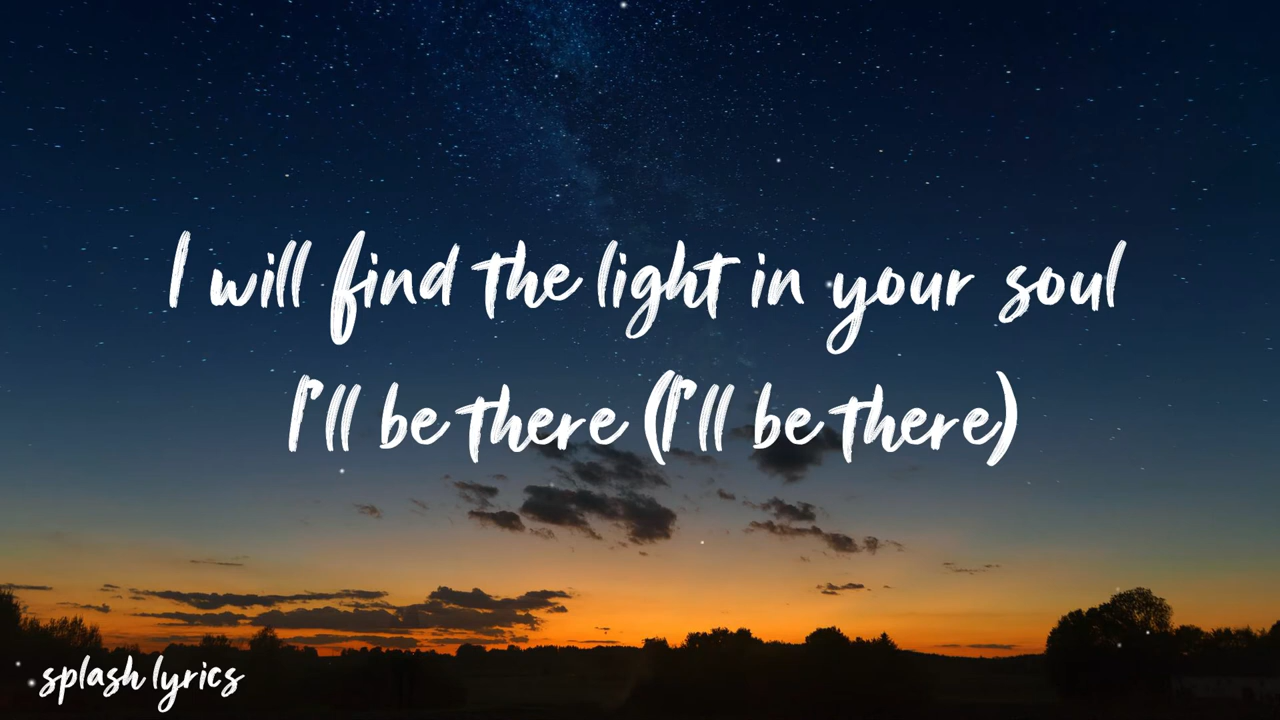 I will find the light in your soul
I'll be there (I'll be there)
splash lyrics